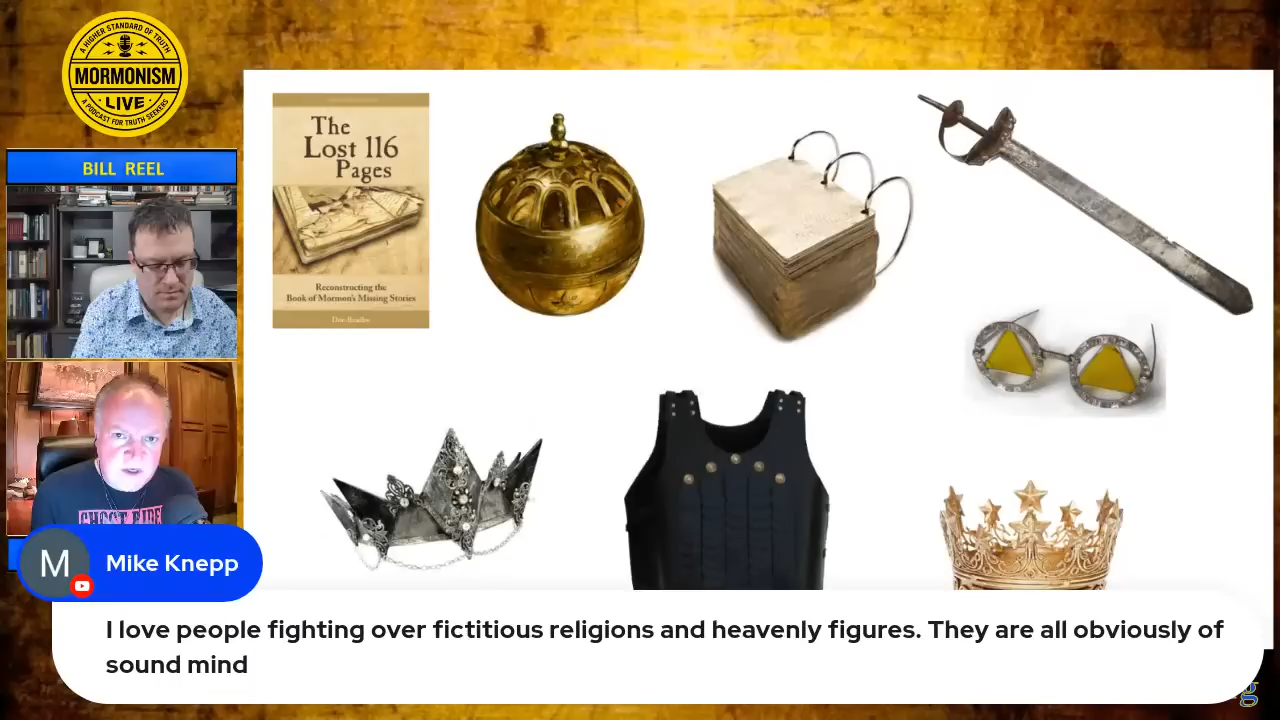 A HIGHER STANDARD OF TRUTH
MORMONISM
LIVE
A PODCAST FOR TRUTH SEEKERS
BILL REEL
The
Lost 116
Pages
Reconstructing the
Book of Mormon's Missing Stories
Don Bradley
M
Mike Knepp
I love people fighting over fictitious religions and heavenly figures. They are all obviously of
sound mind
g